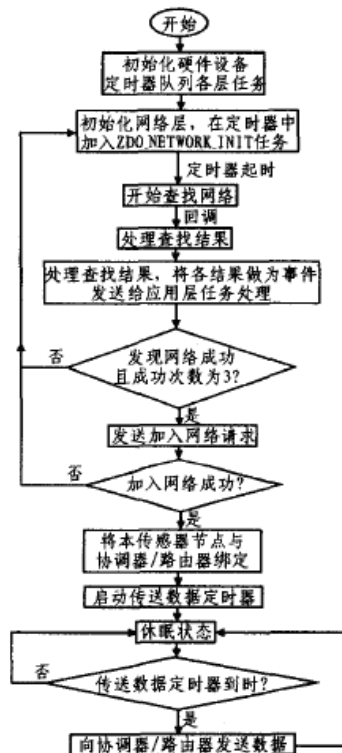 开始
初始化硬件设备
定时器队列各层任务
初始化网络层，在定时器中
加入ZDO_NETWORK_INIT任务
定时器起时
开始查找网络
回调
处理查找结果
处理查找结果，将各结果做为事件
发送给应用层任务处理
否
发现网络成功
且成功次数为3?
是
发送加入网络请求
否
加入网络成功?
是
将本传感器节点与
协调器/路由器绑定
启动传送数据定时器
休眠状态
否
传送数据定时器到时?
是
向协调器/路由器发送数据